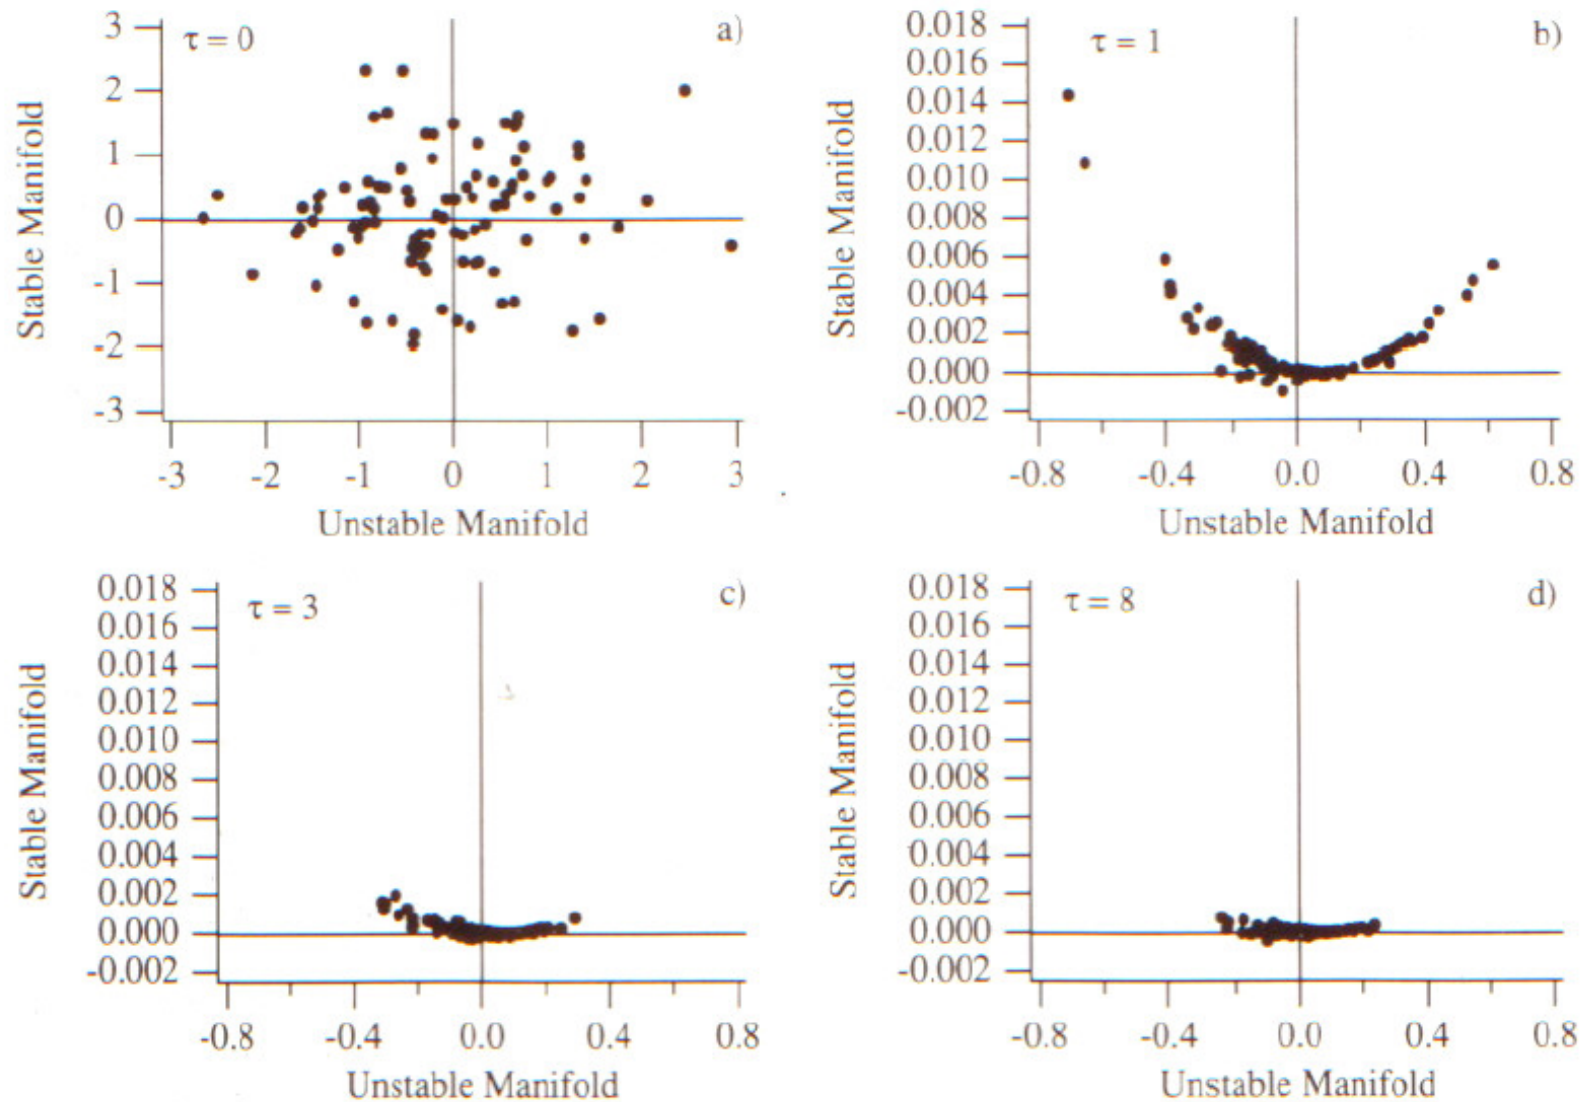 τ = 0
a)
3
2
1
0
-1
-2
-3
Stable Manifold
-3 -2 -1 0 1 2 3
Unstable Manifold
τ = 1
b)
0.018
0.016
0.014
0.012
0.010
0.008
0.006
0.004
0.002
0.000
-0.002
Stable Manifold
-0.8 -0.4 0.0 0.4 0.8
Unstable Manifold
τ = 3
c)
0.018
0.016
0.014
0.012
0.010
0.008
0.006
0.004
0.002
0.000
-0.002
Stable Manifold
-0.8 -0.4 0.0 0.4 0.8
Unstable Manifold
τ = 8
d)
0.018
0.016
0.014
0.012
0.010
0.008
0.006
0.004
0.002
0.000
-0.002
Stable Manifold
-0.8 -0.4 0.0 0.4 0.8
Unstable Manifold